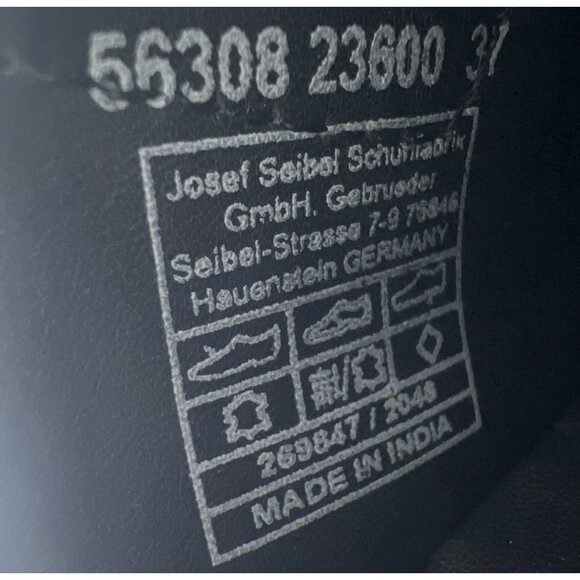 56308 23600 37
Josef Seibel Schuhfabrik
GmbH. Gebrueder
Seibel-Strasse 7-9 76846
Hauenstein GERMANY
269847 / 2048
MADE IN INDIA